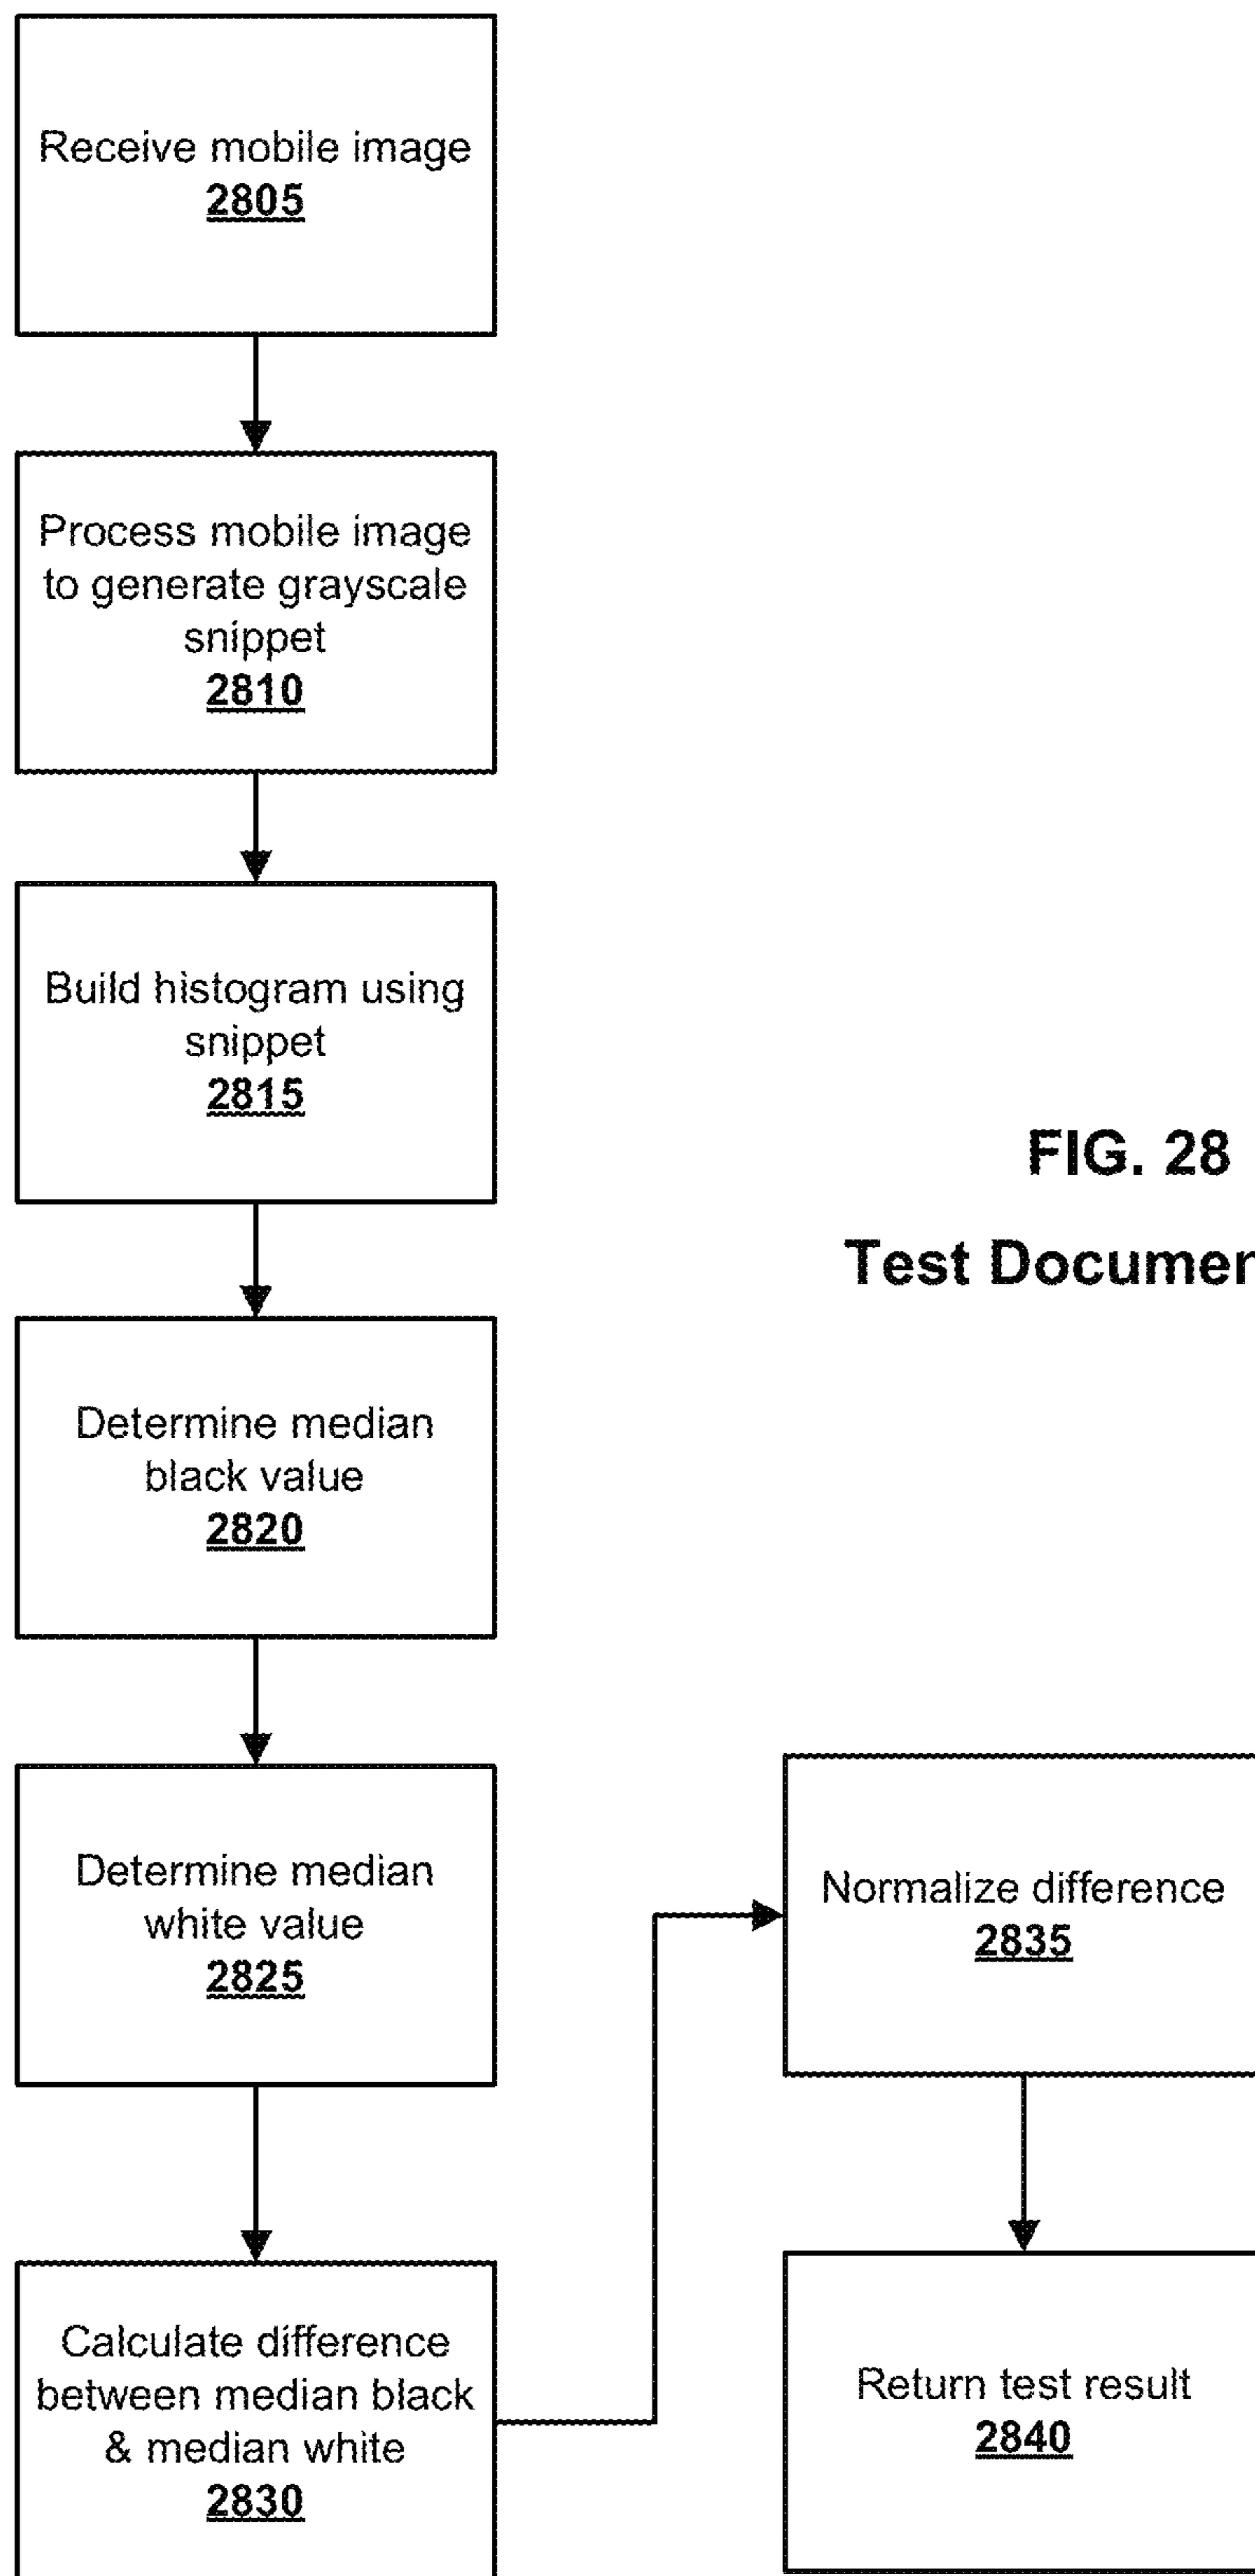 Receive mobile image
2805
Process mobile image
to generate grayscale
snippet
2810
Build histogram using
snippet
2815
FIG. 28
Test
Determine median
black value
2820
Determine median
white value
2825
Calculate difference
between median black
& median white
2830
Normalize difference
2835
Return test result
2840